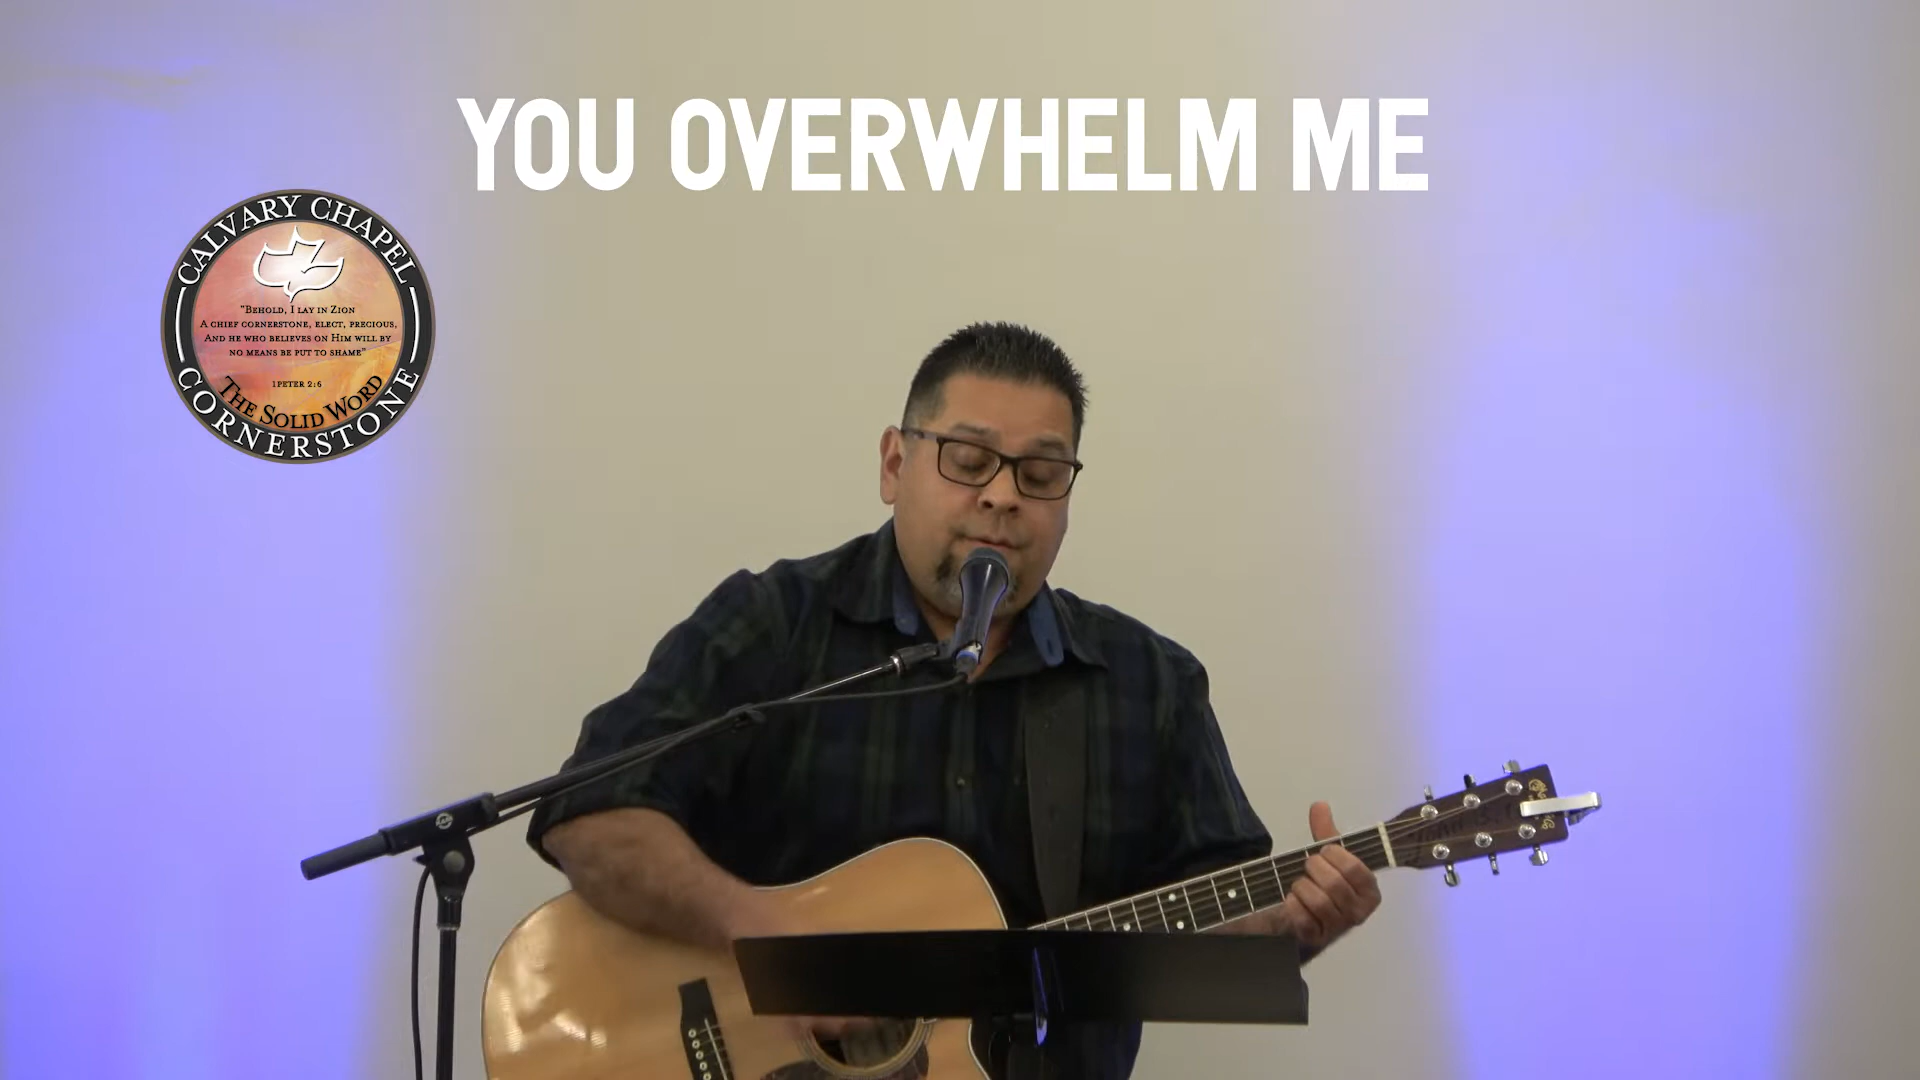 YOU OVERWHELM ME
CALVARY CHAPEL
"BEHOLD, I LAY IN ZION
A CHIEF CORNERSTONE, ELECT, PRECIOUS,
AND HE WHO BELIEVES ON HIM WILL BY
NO MEANS BE PUT TO SHAME"
1PETER 2:6
THE SOLID WORD
CORNERSTONE